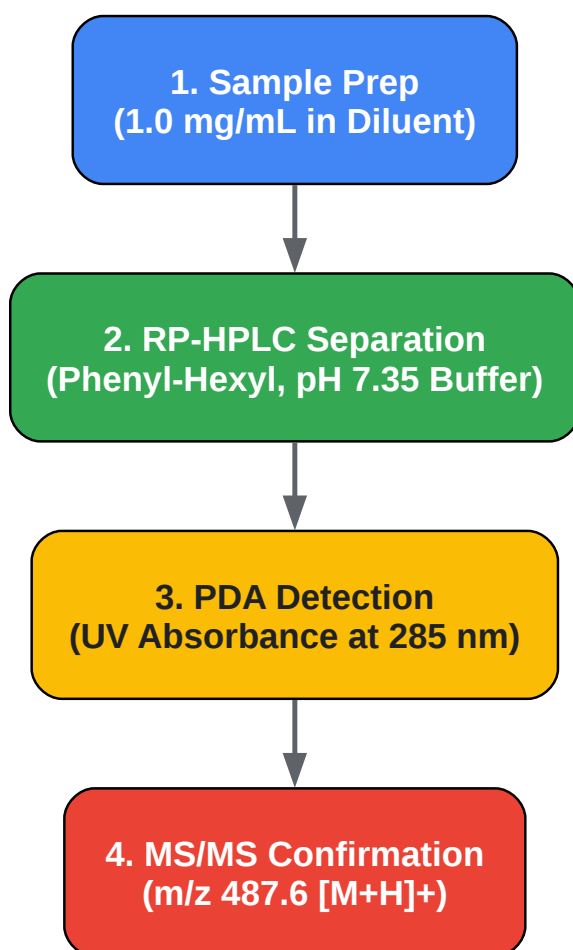 1. Sample Prep
(1.0 mg/mL in Diluent)
2. RP-HPLC Separation
(Phenyl-Hexyl, pH 7.35 Buffer)
3. PDA Detection
(UV Absorbance at 285 nm)
4. MS/MS Confirmation
(m/z 487.6 [M+H]+)